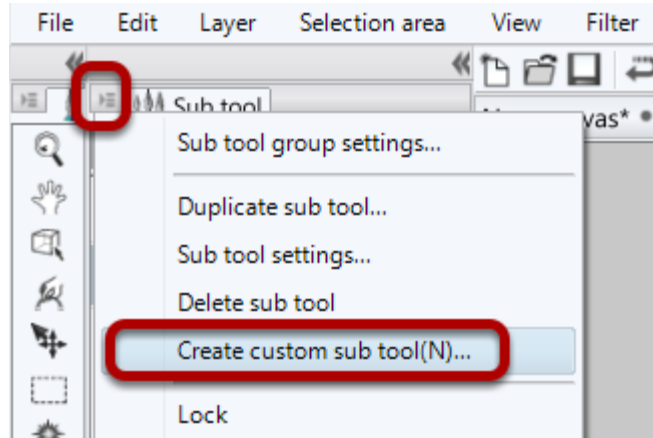 File Edit Layer Selection area View Filter
Sub tool
vas*
Sub tool group settings...
Duplicate sub tool...
Sub tool settings...
Delete sub tool
Create custom sub tool(N)...
Lock